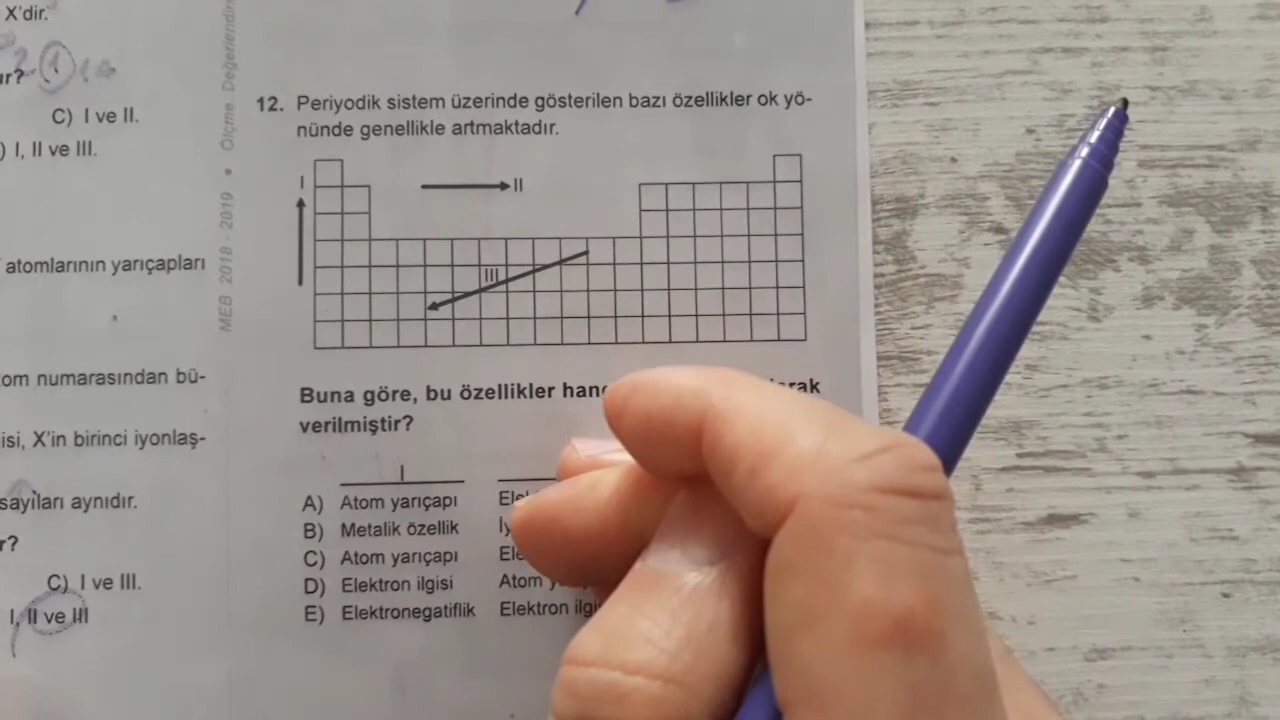 X'dir.
ır?
C) I ve II.
) I, II ve III.
atomlarının yarıçapları
om numarasından bü-
isi, X'in birinci iyonlaş-
sayıları aynıdır.
r?
C) I ve III.
I, II ve III
MEB 2018 - 2019 • Ölçme Değerlendirm
12. Periyodik sistem üzerinde gösterilen bazı özellikler ok yö-
nünde genellikle artmaktadır.
I
II
III
Buna göre, bu özellikler
verilmiştir?
I
A) Atom yarıçapı
B) Metalik özellik
C) Atom yarıçapı
D) Elektron ilgisi Atom
E) Elektronegatiflik Elektron